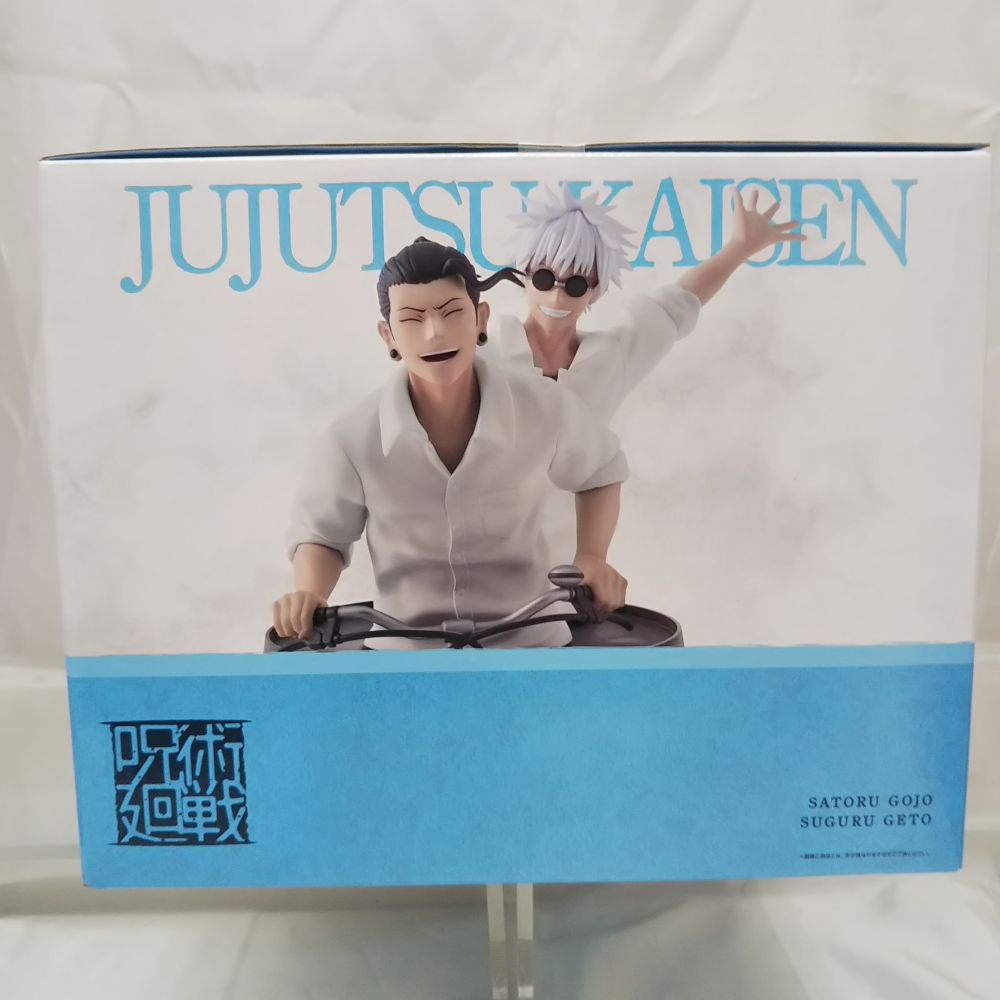 JUJUTSU KAISEN
呪術
廻戦
SATORU GOJO
SUGURU GETO